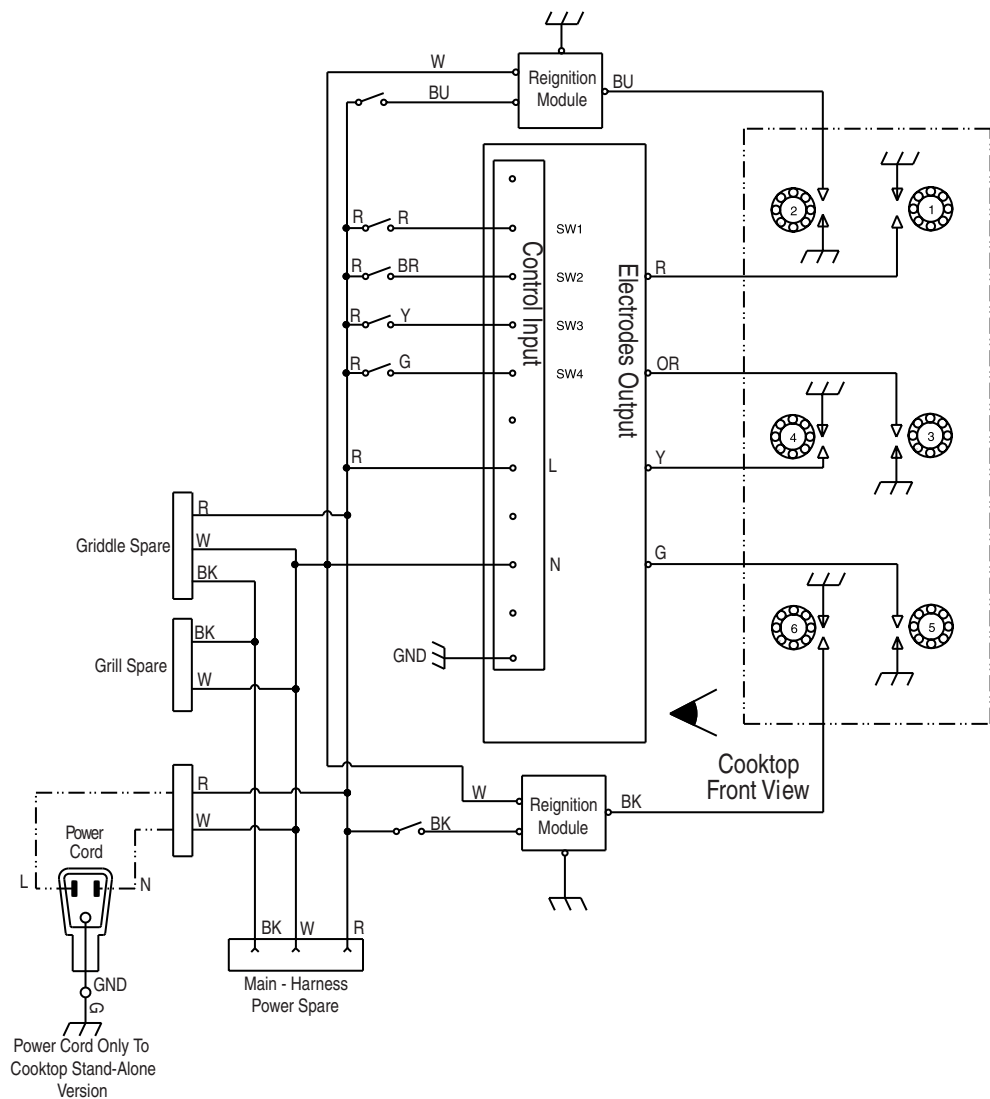 W
Reignition
Module
BU
BU
2
1
R
R
SW1
Control Input
Electrodes Output
R
BR
SW2
R
R
Y
SW3
R
G
SW4
OR
4
3
R
L
Y
R
Griddle Spare
W
BK
N
G
BK
Grill Spare
W
GND
6
5
Cooktop
Front View
R
W
Power
Cord
L
N
W
Reignition
Module
BK
BK
BK
W
R
Main - Harness
Power Spare
GND
G
Power Cord Only To
Cooktop Stand-Alone
Version